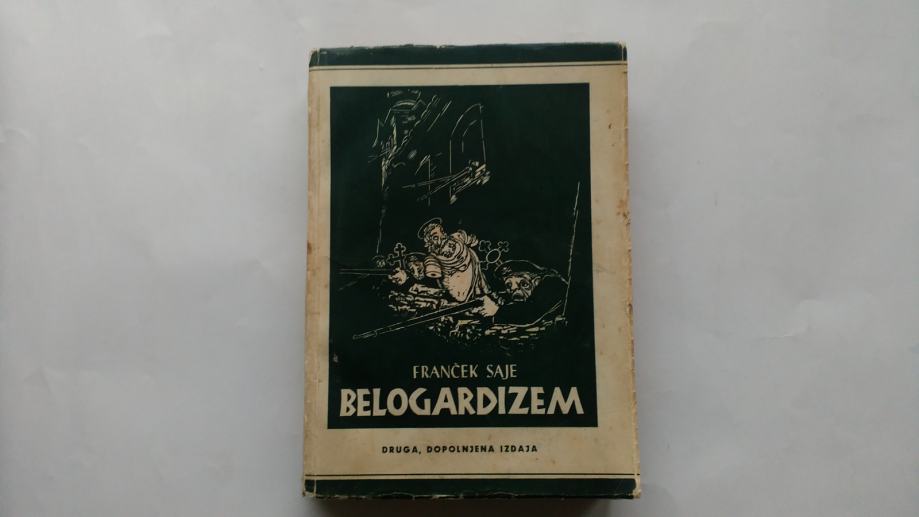 FRANČEK SAJE
BELOGARDIZEM
DRUGA, DOPOLNJENA IZDAJA